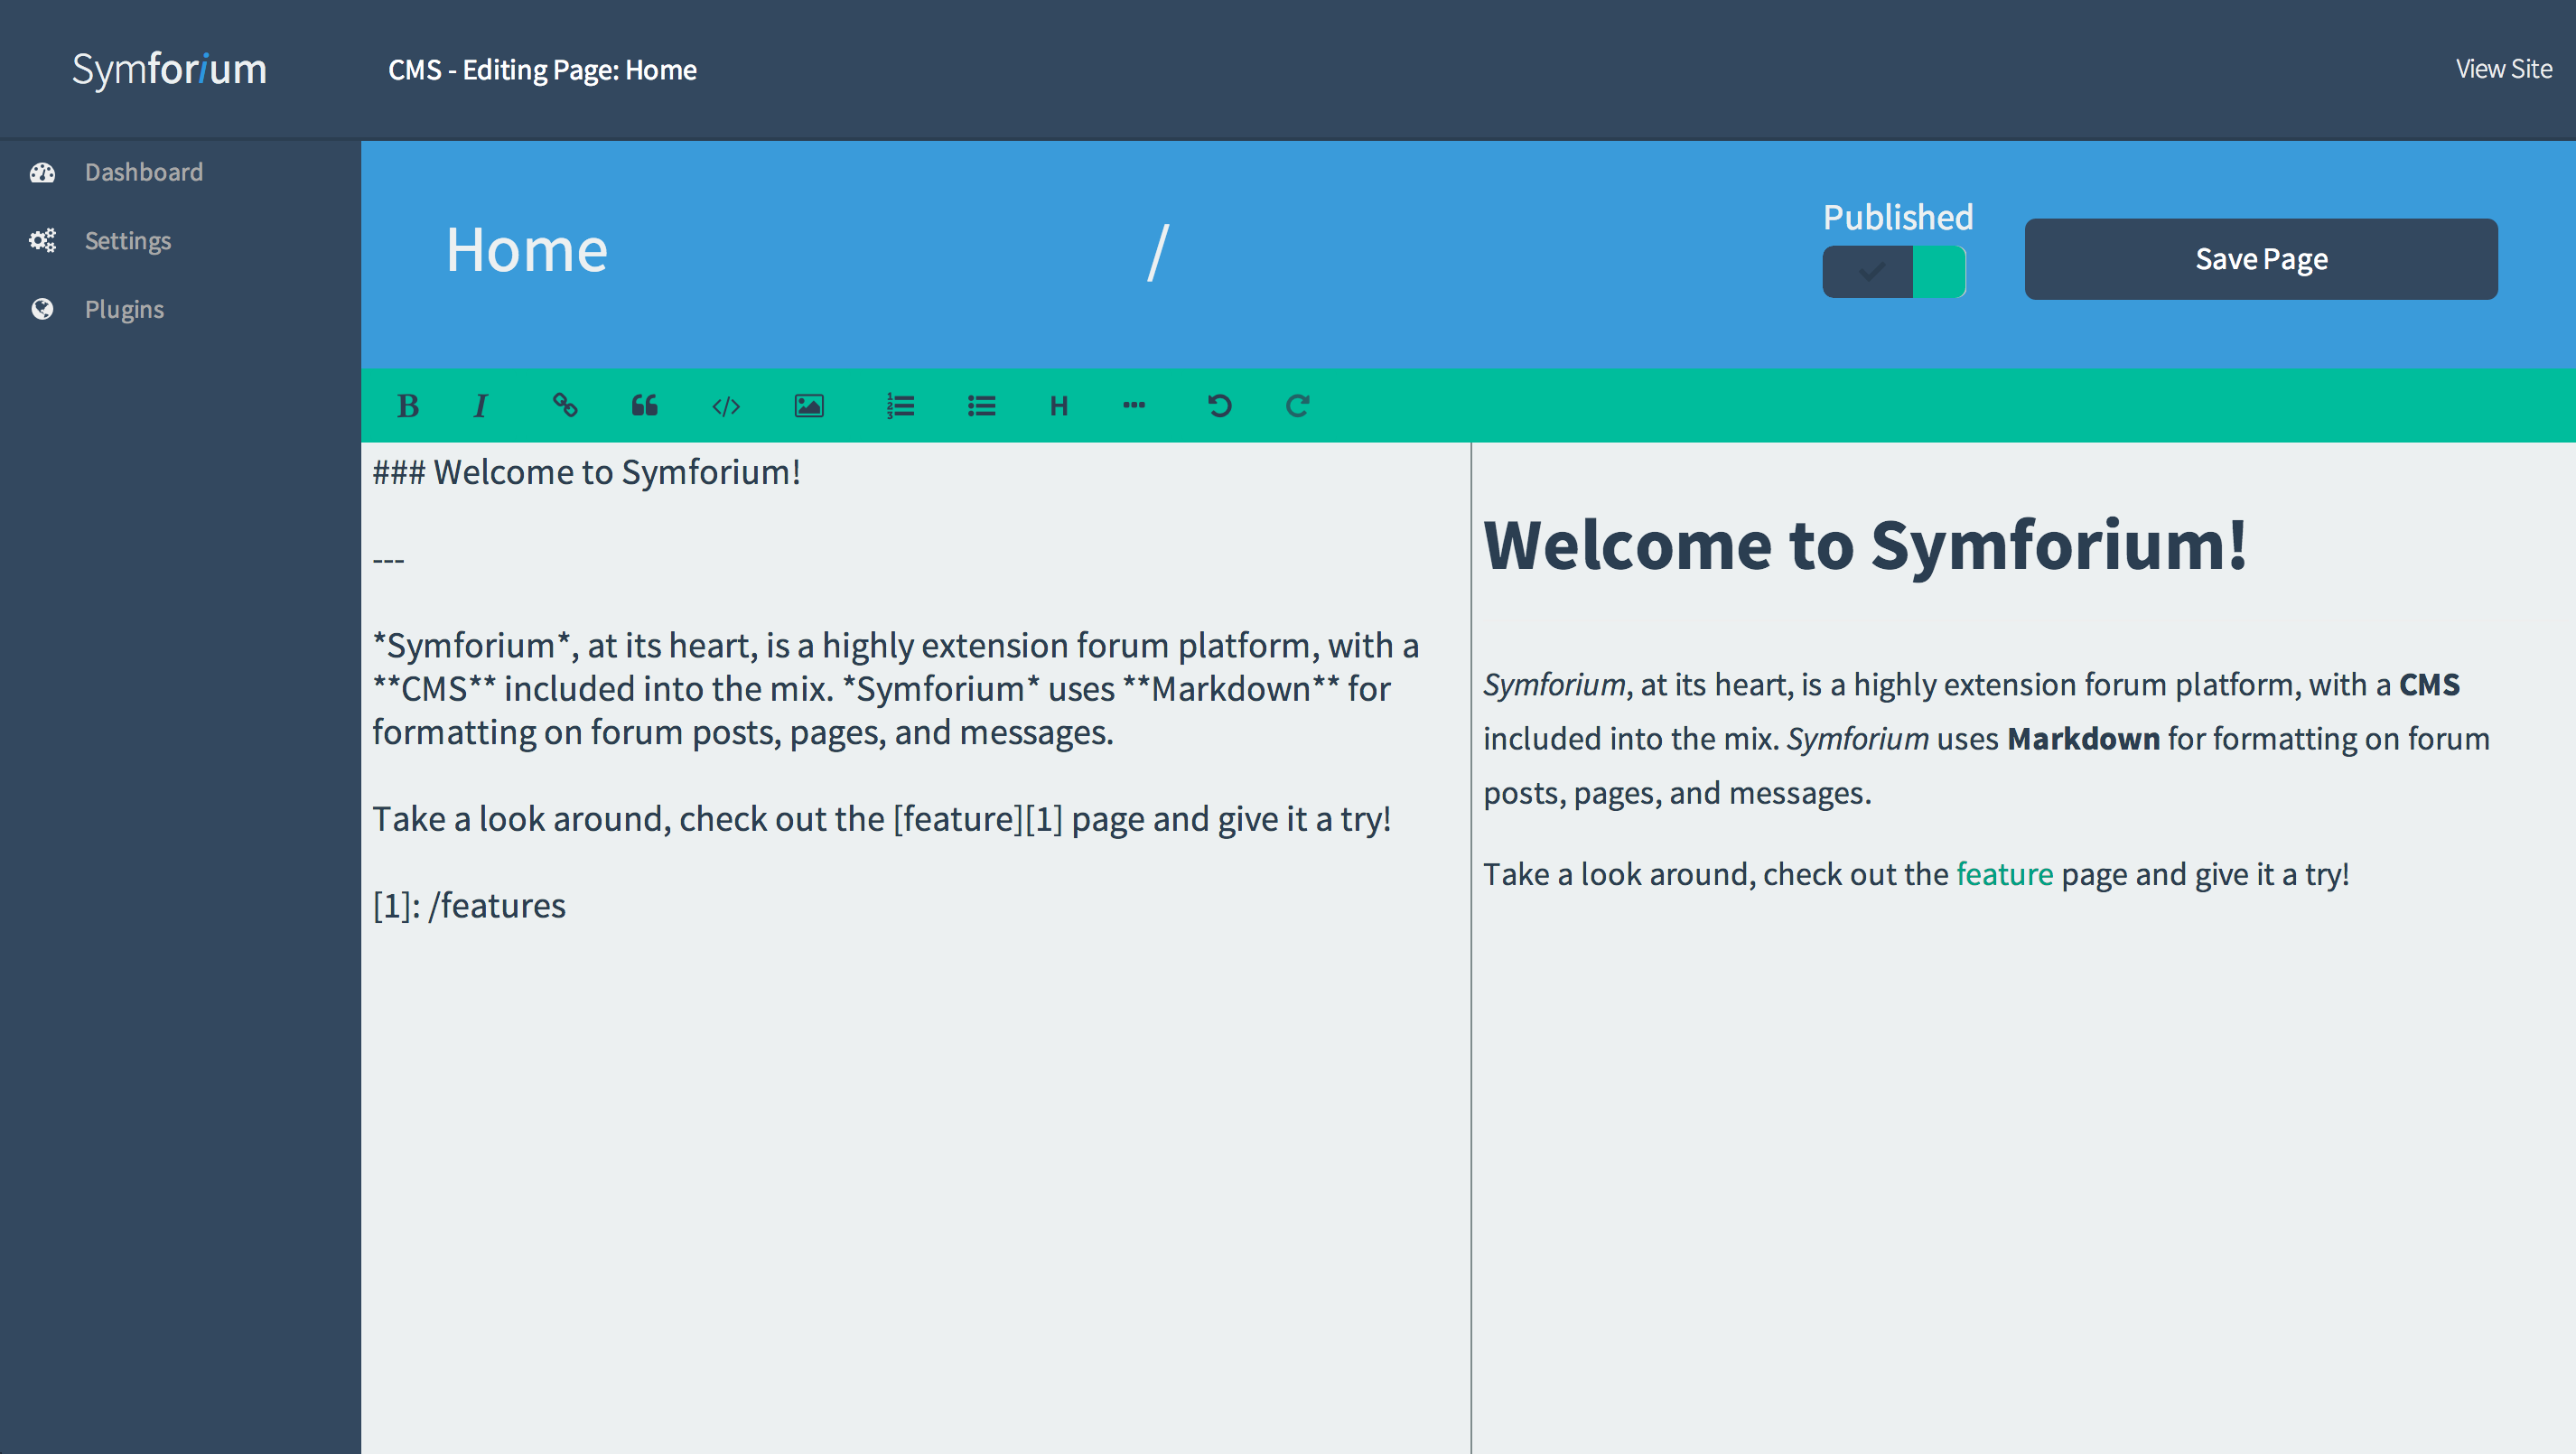 Symforium
CMS - Editing Page: Home
View Site
Dashboard
Settings
Plugins
Home
/
Published
Save Page
B I H
### Welcome to Symforium!
---
*Symforium*, at its heart, is a highly extension forum platform, with a
**CMS** included into the mix. *Symforium* uses **Markdown** for
formatting on forum posts, pages, and messages.
Take a look around, check out the [feature][1] page and give it a try!
[1]: /features
Welcome to Symforium!
Symforium, at its heart, is a highly extension forum platform, with a CMS
included into the mix. Symforium uses Markdown for formatting on forum
posts, pages, and messages.
Take a look around, check out the feature page and give it a try!